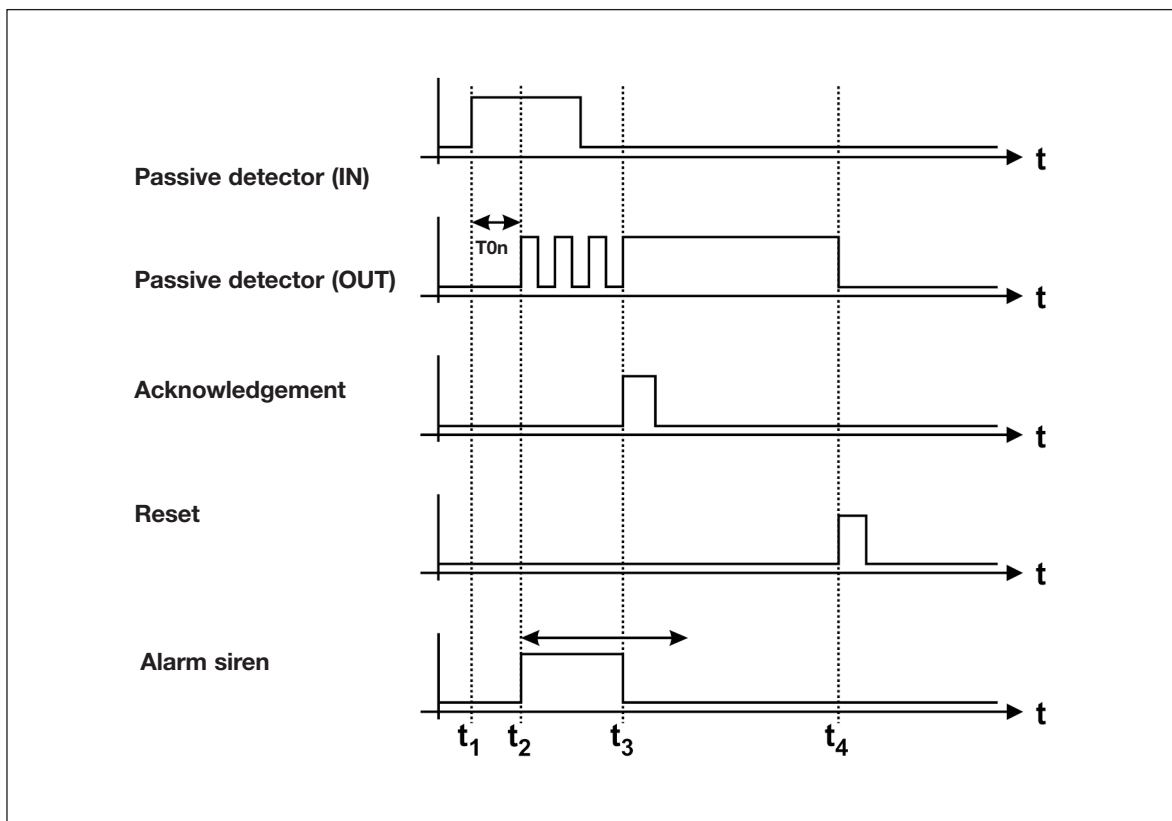 t
Passive detector (IN)
T0n
Passive detector (OUT)
t
Acknowledgement
t
Reset
t
Alarm siren
t
t1 t2 t3 t4